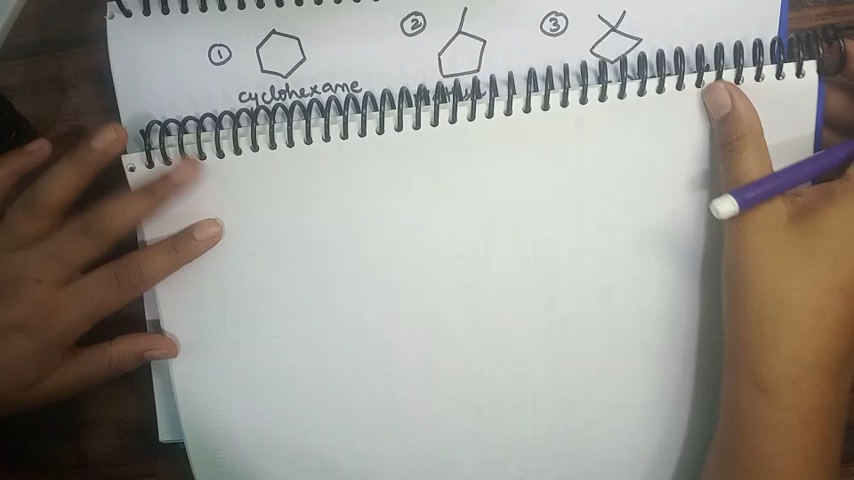 ① ② ③
cyclohexane